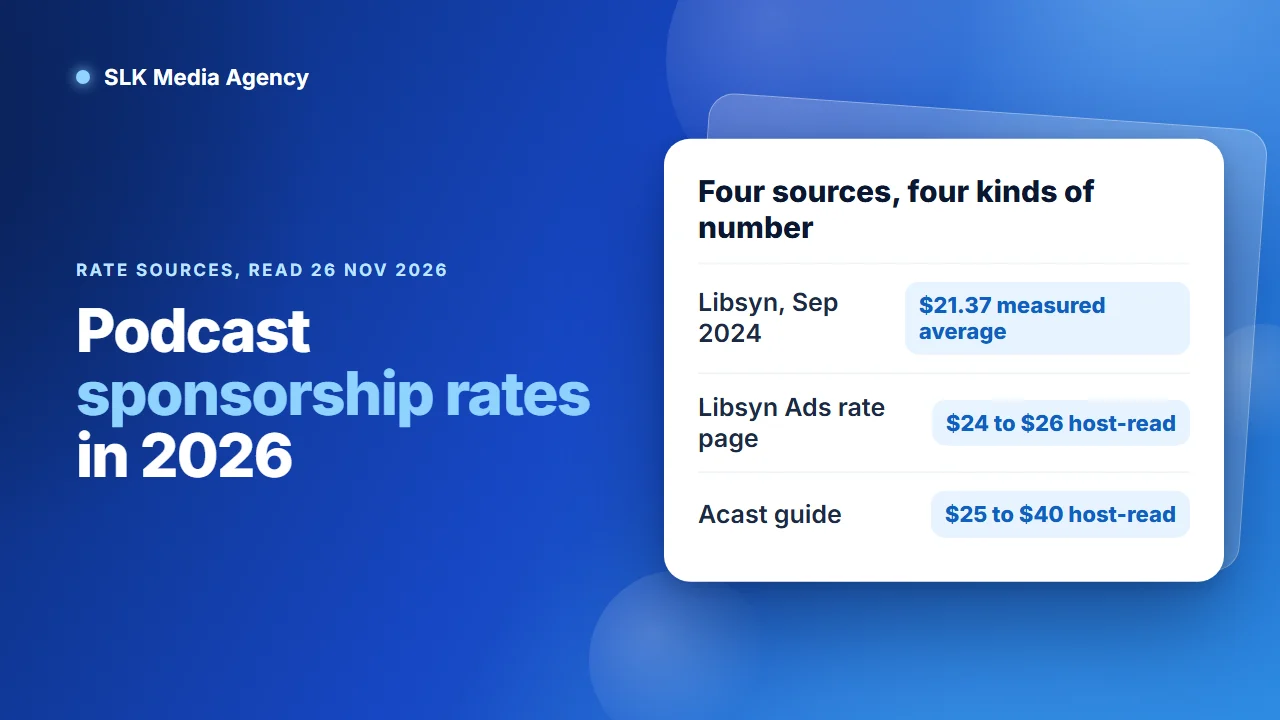 SLK Media Agency
RATE SOURCES, READ 26 NOV 2026
Podcast
sponsorship rates
in 2026
Four sources, four kinds of
number
Libsyn, Sep
2024
$21.37 measured
average
Libsyn Ads rate
page
$24 to $26 host-read
Acast guide
$25 to $40 host-read